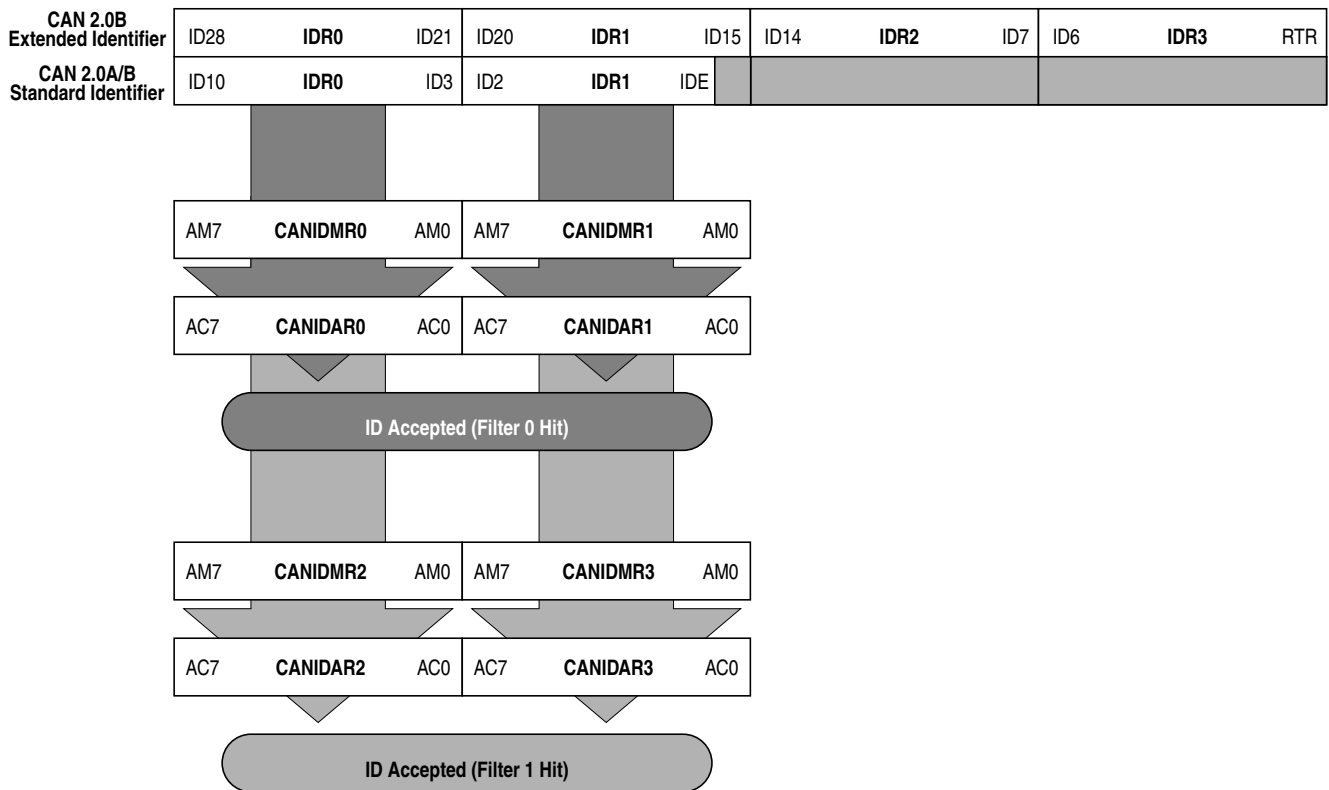 CAN 2.0B
Extended Identifier
ID28 IDR0 ID21 ID20 IDR1 ID15 ID14 IDR2 ID7 ID6 IDR3 RTR
CAN 2.0A/B
Standard Identifier
ID10 IDR0 ID3 ID2 IDR1 IDE
AM7 CANIDMR0 AM0 AM7 CANIDMR1 AM0
AC7 CANIDAR0 AC0 AC7 CANIDAR1 AC0
ID Accepted (Filter 0 Hit)
AM7 CANIDMR2 AM0 AM7 CANIDMR3 AM0
AC7 CANIDAR2 AC0 AC7 CANIDAR3 AC0
ID Accepted (Filter 1 Hit)